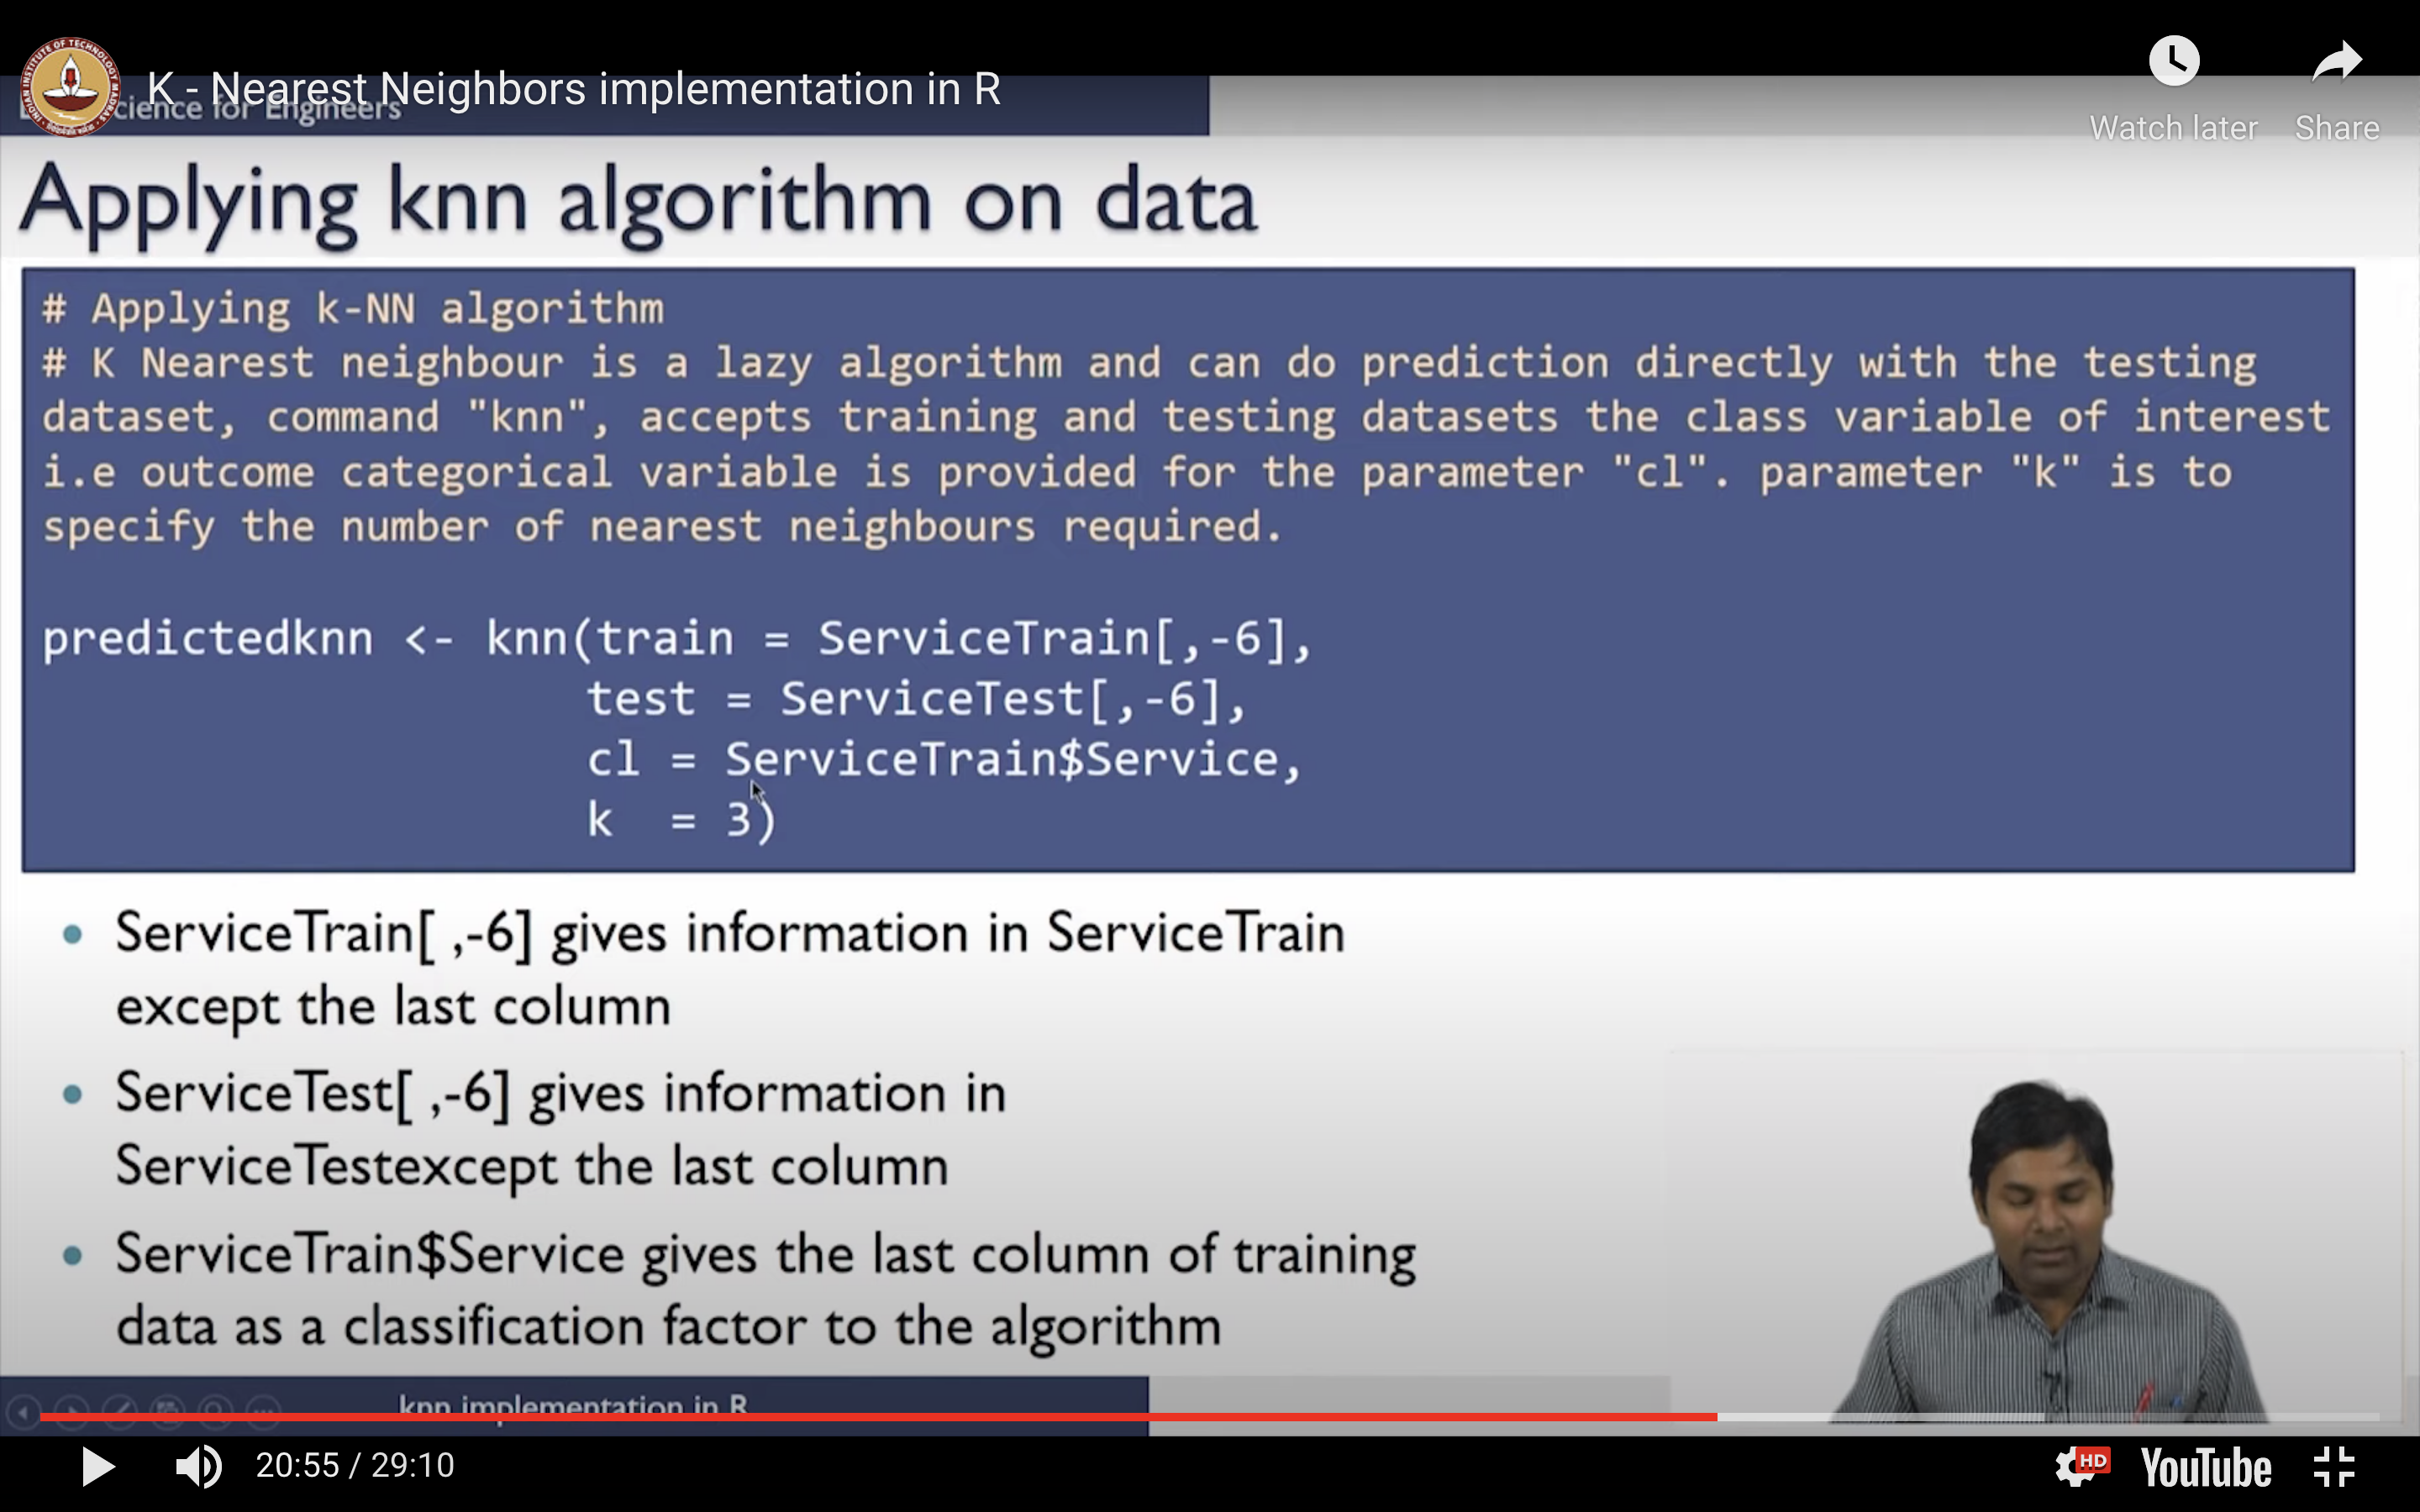 K - Nearest Neighbors implementation in R
Watch later
Share
cience for Engineers
Applying knn algorithm on data
# Applying k-NN algorithm
# K Nearest neighbour is a lazy algorithm and can do prediction directly with the testing
dataset, command "knn", accepts training and testing datasets the class variable of interest
i.e outcome categorical variable is provided for the parameter "cl". parameter "k" is to
specify the number of nearest neighbours required.
predictedknn <- knn(train = ServiceTrain[,-6],
test = ServiceTest[,-6],
cl = ServiceTrain$Service,
k = 3)
• ServiceTrain[ ,-6] gives information in ServiceTrain
except the last column
• ServiceTest[ ,-6] gives information in
ServiceTestexcept the last column
• ServiceTrain$Service gives the last column of training
data as a classification factor to the algorithm
knn implementation in R
20:55 / 29:10
HD
YouTube